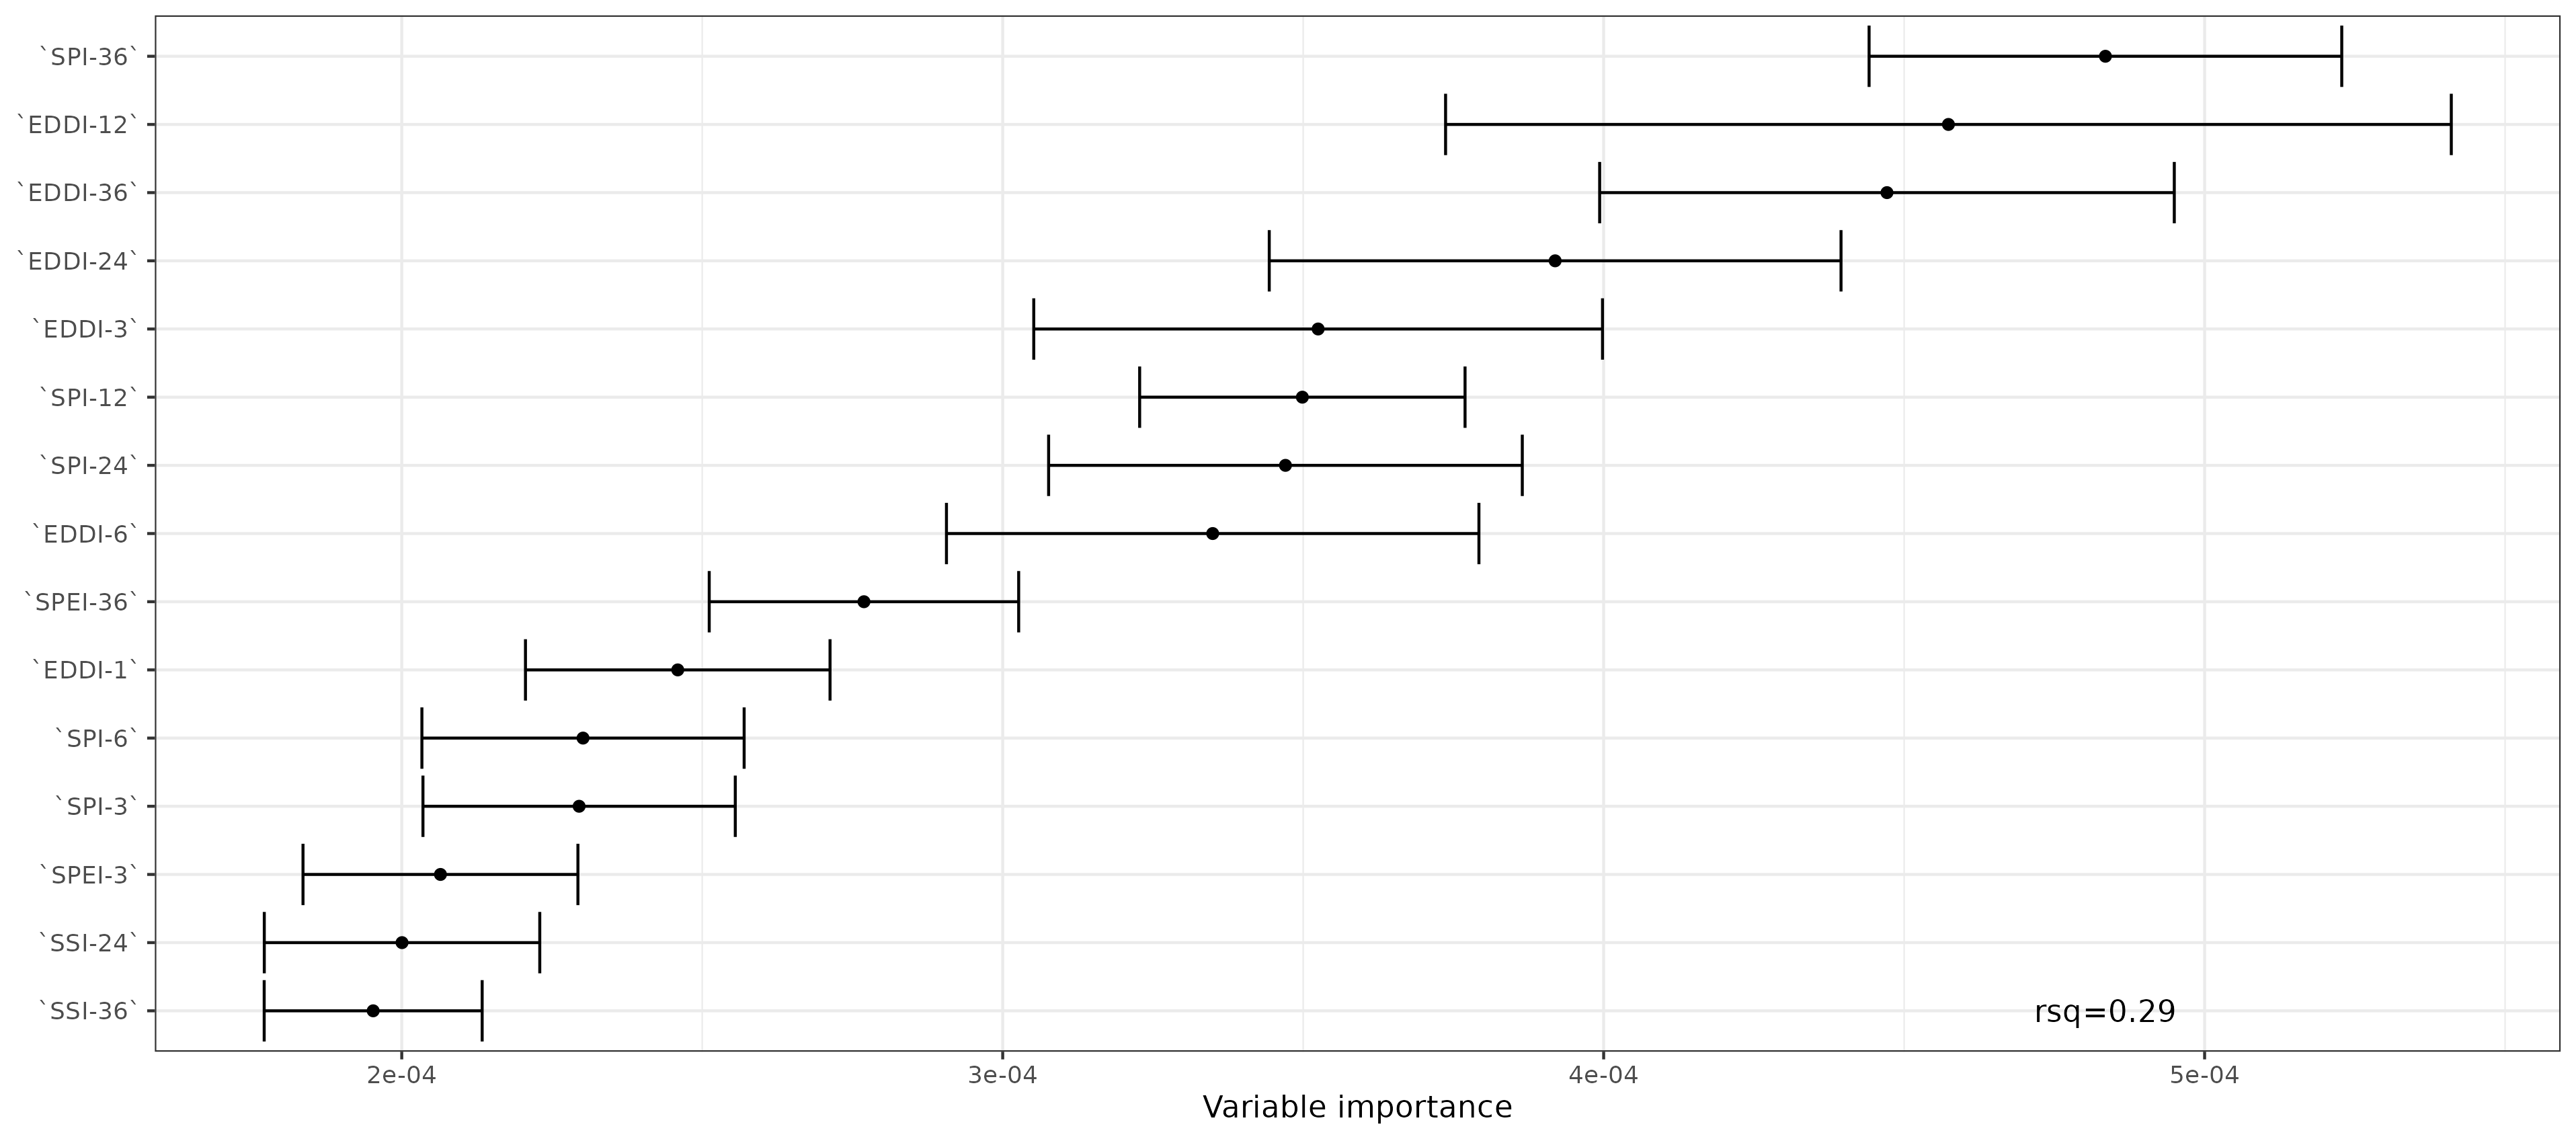 `SPI-36`
`EDDI-12`
`EDDI-36`
`EDDI-24`
`EDDI-3`
`SPI-12`
`SPI-24`
`EDDI-6`
`SPEI-36`
`EDDI-1`
`SPI-6`
`SPI-3`
`SPEI-3`
`SSI-24`
`SSI-36`
rsq=0.29
2e-04 3e-04 4e-04 5e-04
Variable importance